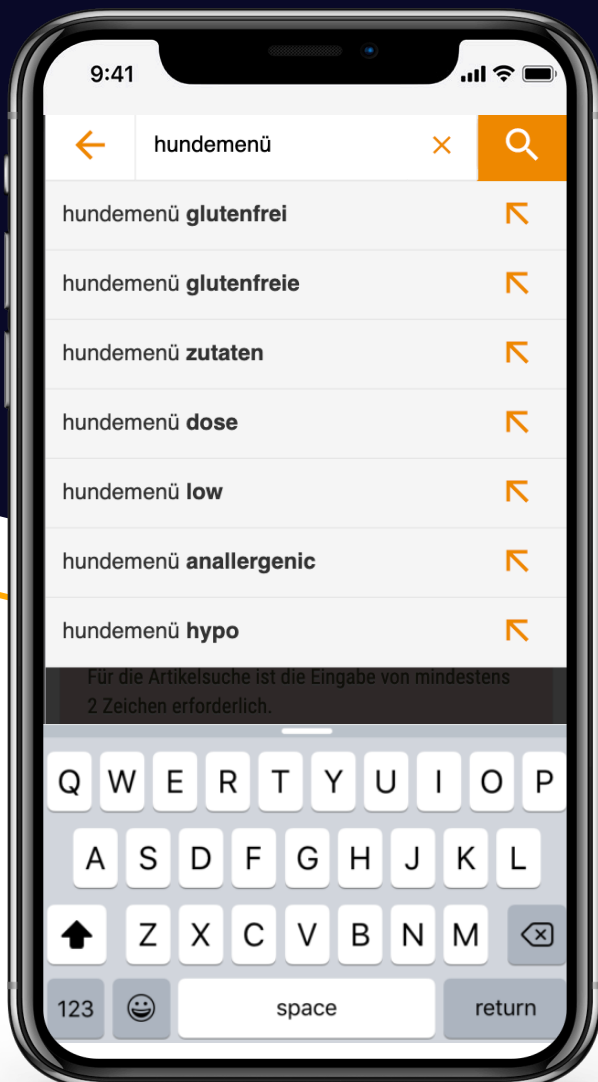 9:41
hundemenü
hundemenü glutenfrei
hundemenü glutenfreie
hundemenü zutaten
hundemenü dose
hundemenü low
hundemenü anallergenic
hundemenü hypo
Für die Artikelsuche ist die Eingabe von mindestens
2 Zeichen erforderlich.
Q W E R T Y U I O P
A S D F G H J K L
Z X C V B N M
123 space return